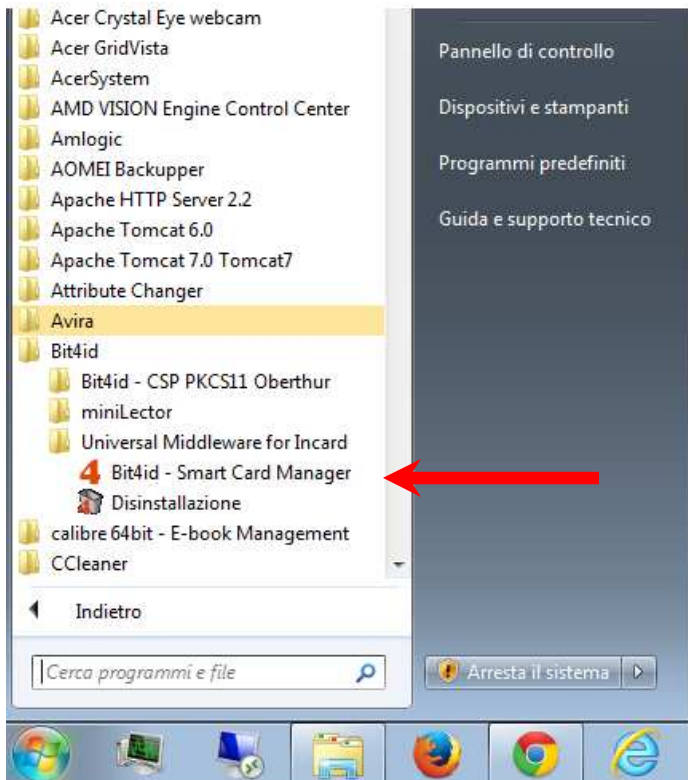 Acer Crystal Eye webcam
Acer GridVista
AcerSystem
AMD VISION Engine Control Center
Amlogic
AOMEI Backupper
Apache HTTP Server 2.2
Apache Tomcat 6.0
Apache Tomcat 7.0 Tomcat7
Attribute Changer
Avira
Bit4id
Bit4id - CSP PKCS11 Oberthur
miniLector
Universal Middleware for Incard
4 Bit4id - Smart Card Manager
Disinstallazione
calibre 64bit - E-book Management
CCleaner
Indietro
Cerca programmi e file
Pannello di controllo
Dispositivi e stampanti
Programmi predefiniti
Guida e supporto tecnico
Arresta il sistema